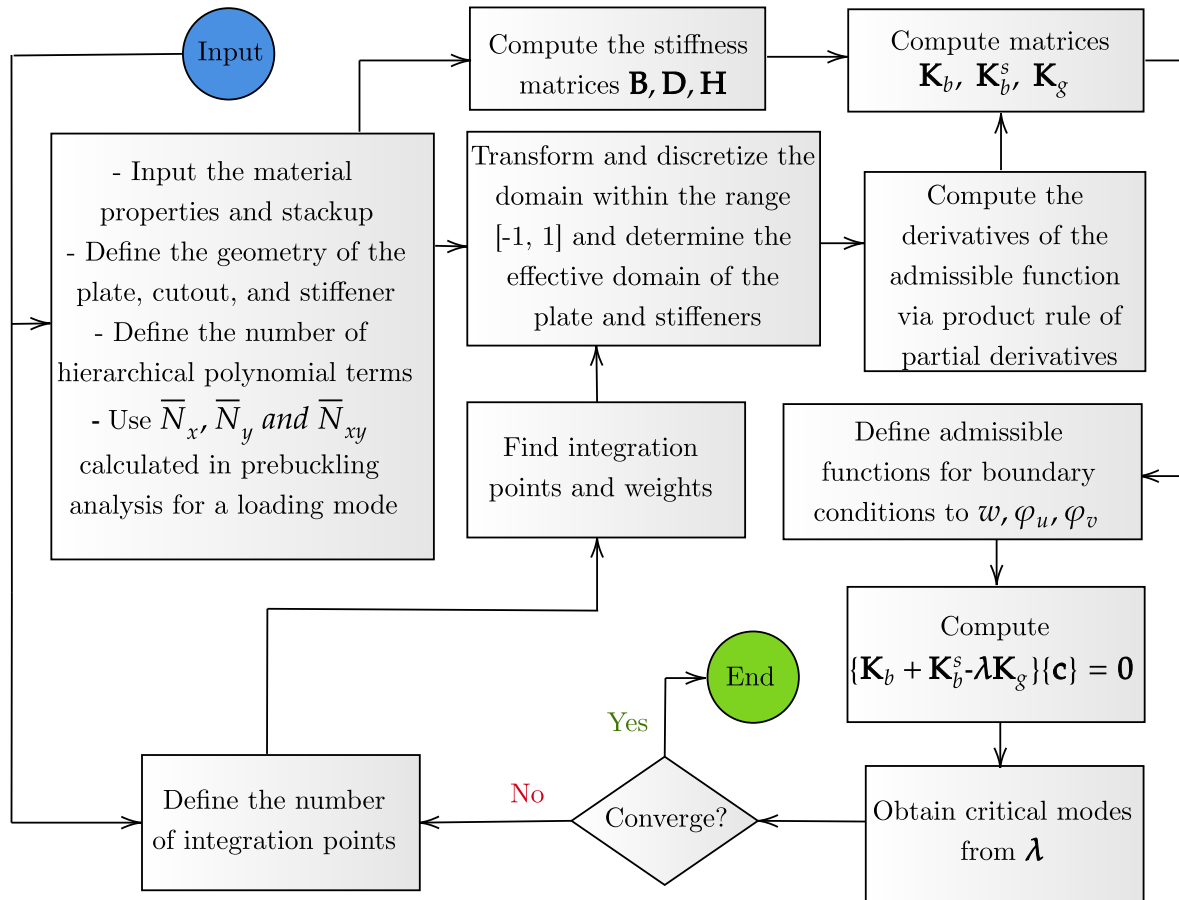 Input
- Input the material
properties and stackup
- Define the geometry of the
plate, cutout, and stiffener
- Define the number of
hierarchical polynomial terms
- Use N̅x, N̅y and N̅xy
calculated in prebuckling
analysis for a loading mode
Compute the stiffness
matrices B, D, H
Compute matrices
K_b, K_b^s, K_g
Transform and discretize the
domain within the range
[-1, 1] and determine the
effective domain of the
plate and stiffeners
Compute the
derivatives of the
admissible function
via product rule of
partial derivatives
Find integration
points and weights
Define admissible
functions for boundary
conditions to w, φ_u, φ_v
Compute
{K_b + K_b^s-λK_g}{c} = 0
End
Yes
No
Converge?
Obtain critical modes
from λ
Define the number
of integration points